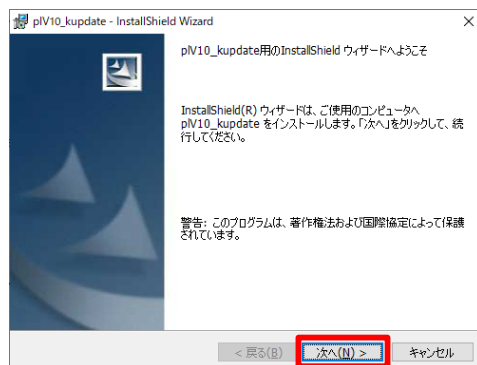 pIV10_kupdate - InstallShield Wizard
pIV10_kupdate用のInstallShield ウィザードへようこそ
InstallShield(R) ウィザードは、ご使用のコンピュータへ
pIV10_kupdate をインストールします。「次へ」をクリックして、続
行してください。
警告: このプログラムは、著作権法および国際協定によって保護
されています。
< 戻る(B)
次へ(N) >
キャンセル